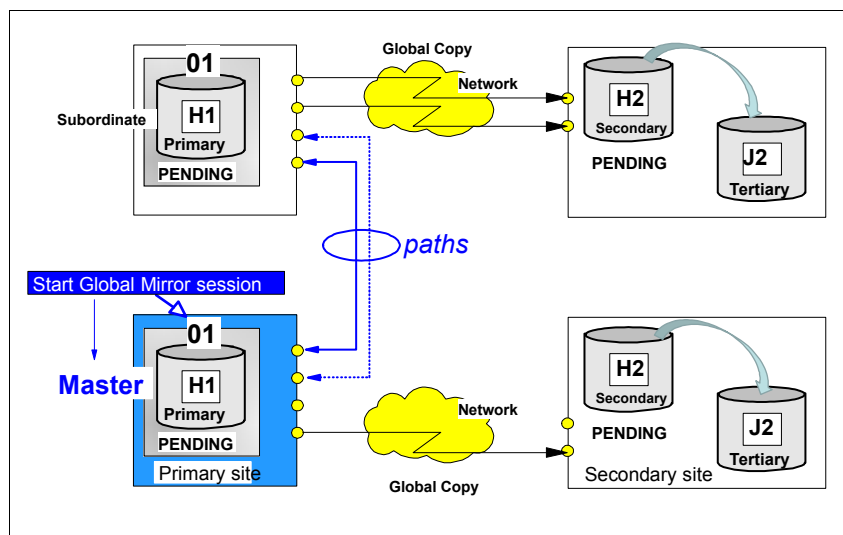 Global Copy
01
Network
H1
H2
Subordinate
Primary
Secondary
PENDING
PENDING
J2
Tertiary
paths
Start Global Mirror session
01
H2
Master
H1
Primary
Network
Secondary
PENDING
PENDING
J2
Tertiary
Primary site
Secondary site
Global Copy